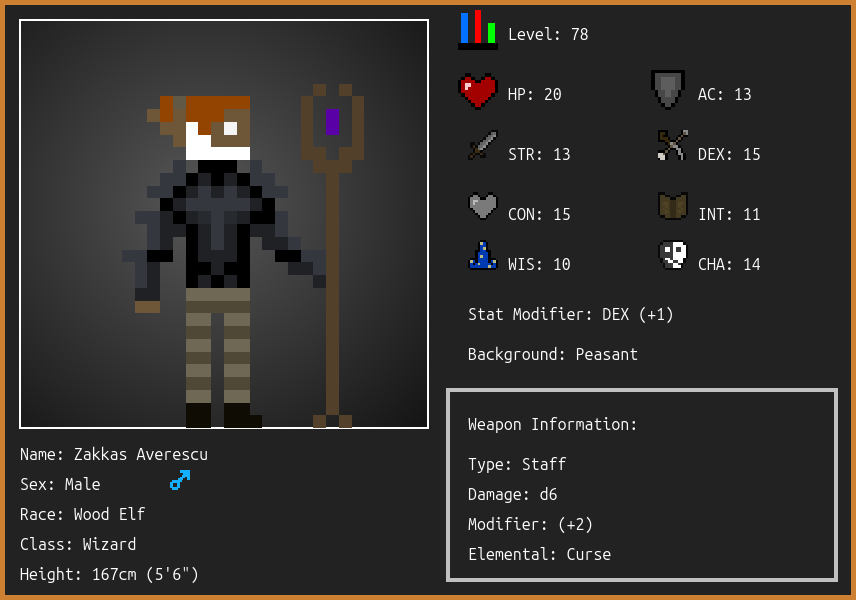 Level: 78
HP: 20
AC: 13
STR: 13
DEX: 15
CON: 15
INT: 11
WIS: 10
CHA: 14
Stat Modifier: DEX (+1)
Background: Peasant
Weapon Information:
Type: Staff
Damage: d6
Modifier: (+2)
Elemental: Curse
Name: Zakkas Averescu
Sex: Male
Race: Wood Elf
Class: Wizard
Height: 167cm (5'6")